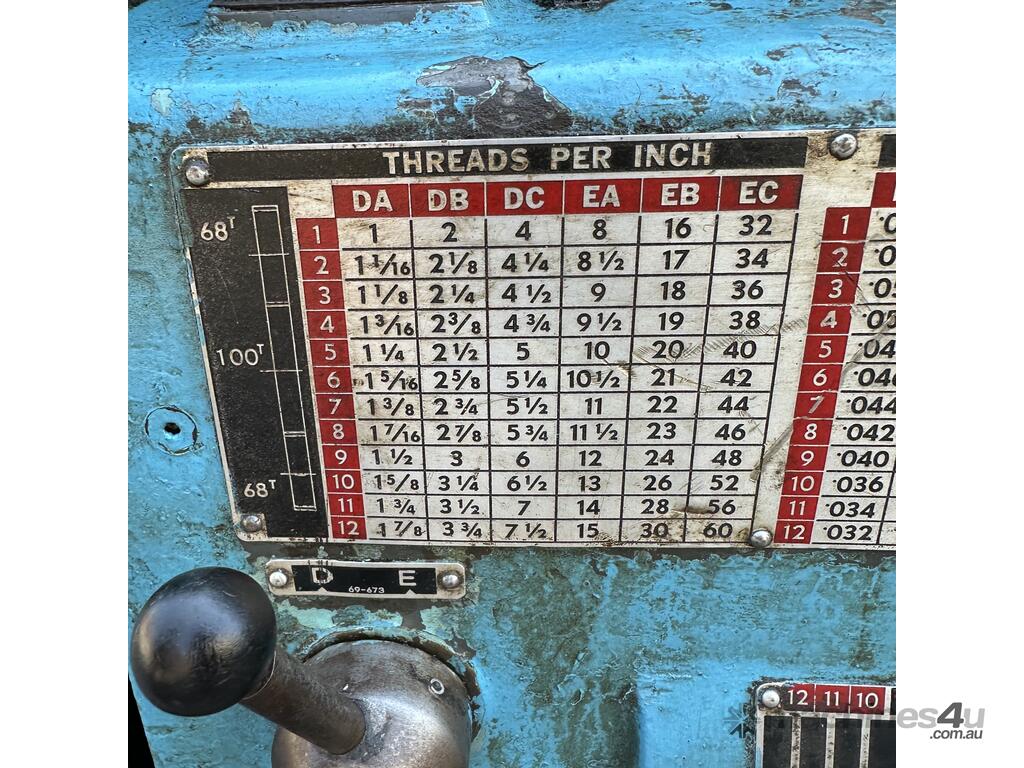 THREADS PER INCH
DA DB DC EA EB EC
68T
1 1 2 4 8 16 32
2 1 1/16 2 1/8 4 1/4 8 1/2 17 34
3 1 1/8 2 1/4 4 1/2 9 18 36
4 1 3/16 2 3/8 4 3/4 9 1/2 19 38
100T
5 1 1/4 2 1/2 5 10 20 40
6 1 5/16 2 5/8 5 1/4 10 1/2 21 42
7 1 3/8 2 3/4 5 1/2 11 22 44
8 1 7/16 2 7/8 5 3/4 11 1/2 23 46
9 1 1/2 3 6 12 24 48
68T
10 1 5/8 3 1/4 6 1/2 13 26 52
11 1 3/4 3 1/2 7 14 28 56
12 1 7/8 3 3/4 7 1/2 15 30 60
1
2
3
4
5
6
7 .044
8 .042
9 .040
10 .036
11 .034
12 .032
D E
69-673
12 11 10
4u
.com.au